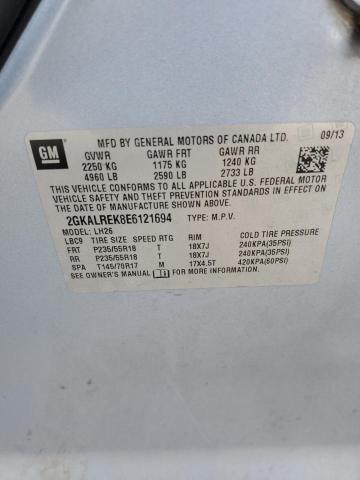 GM
MFD BY GENERAL MOTORS OF CANADA LTD. 09/13
GVWR GAWR FRT GAWR RR
2250 KG 1175 KG 1240 KG
4960 LB 2590 LB 2733 LB
THIS VEHICLE CONFORMS TO ALL APPLICABLE U.S. FEDERAL MOTOR
VEHICLE SAFETY AND THEFT PREVENTION STANDARDS IN EFFECT ON
THE DATE OF MANUFACTURE SHOWN ABOVE.
2GKALREK8E6121694 TYPE: M.P.V.
MODEL: LH26
LBC9 TIRE SIZE SPEED RTG RIM COLD TIRE PRESSURE
FRT P235/55R18 T 18X7J 240KPA(35PSI)
RR P235/55R18 T 18X7J 240KPA(35PSI)
SPA T145/70R17 M 17X4.5T 420KPA(60PSI)
SEE OWNER'S MANUAL FOR MORE INFORMATION.